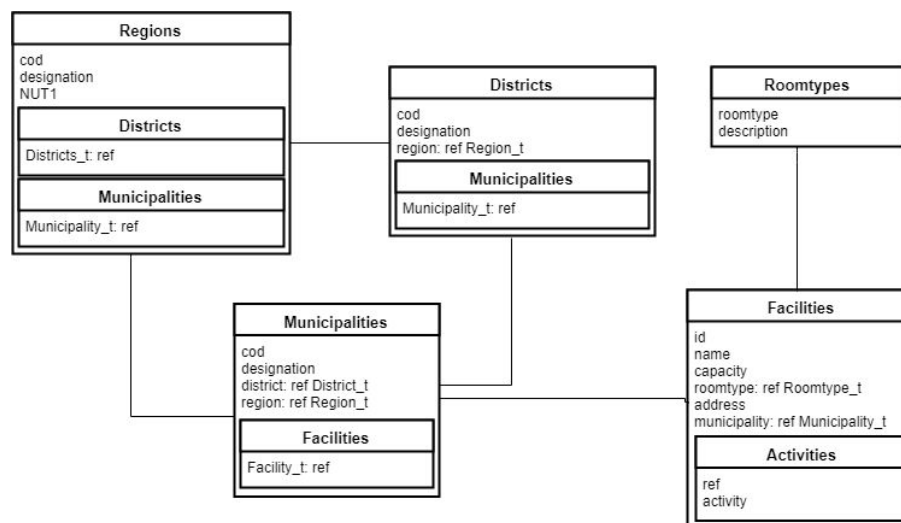 Regions
cod
designation
NUT1
Districts
Districts_t: ref
Municipalities
Municipality_t: ref
Districts
cod
designation
region: ref Region_t
Municipalities
Municipality_t: ref
Roomtypes
roomtype
description
Municipalities
cod
designation
district: ref District_t
region: ref Region_t
Facilities
Facility_t: ref
Facilities
id
name
capacity
roomtype: ref Roomtype_t
address
municipality: ref Municipality_t
Activities
ref
activity